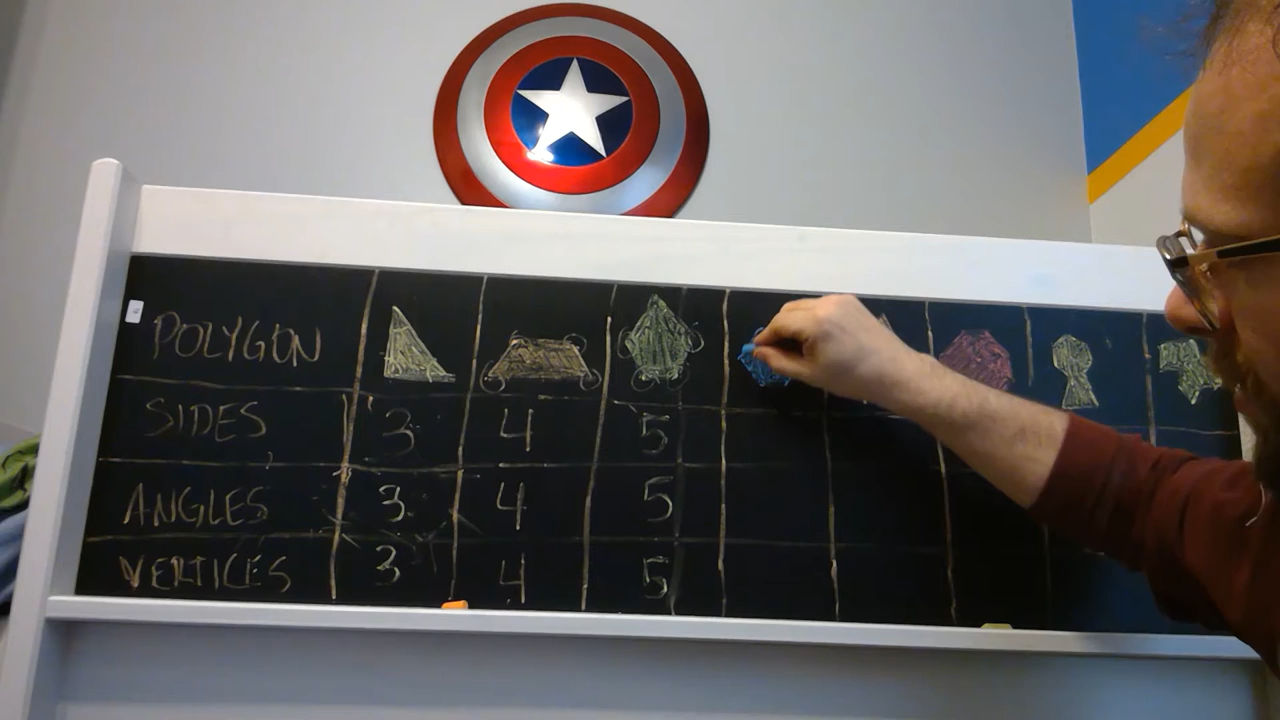 POLYGON
SIDES 3 4 5
ANGLES 3 4 5
VERTICES 3 4 5